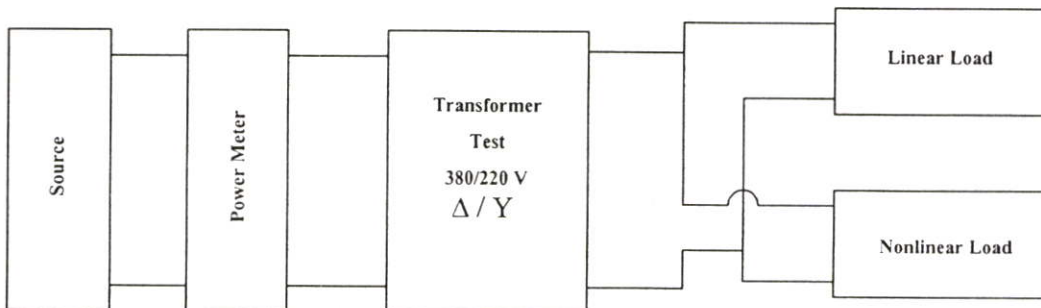 Source
Power Meter
Transformer
Test
380/220 V
Δ / Y
Linear Load
Nonlinear Load